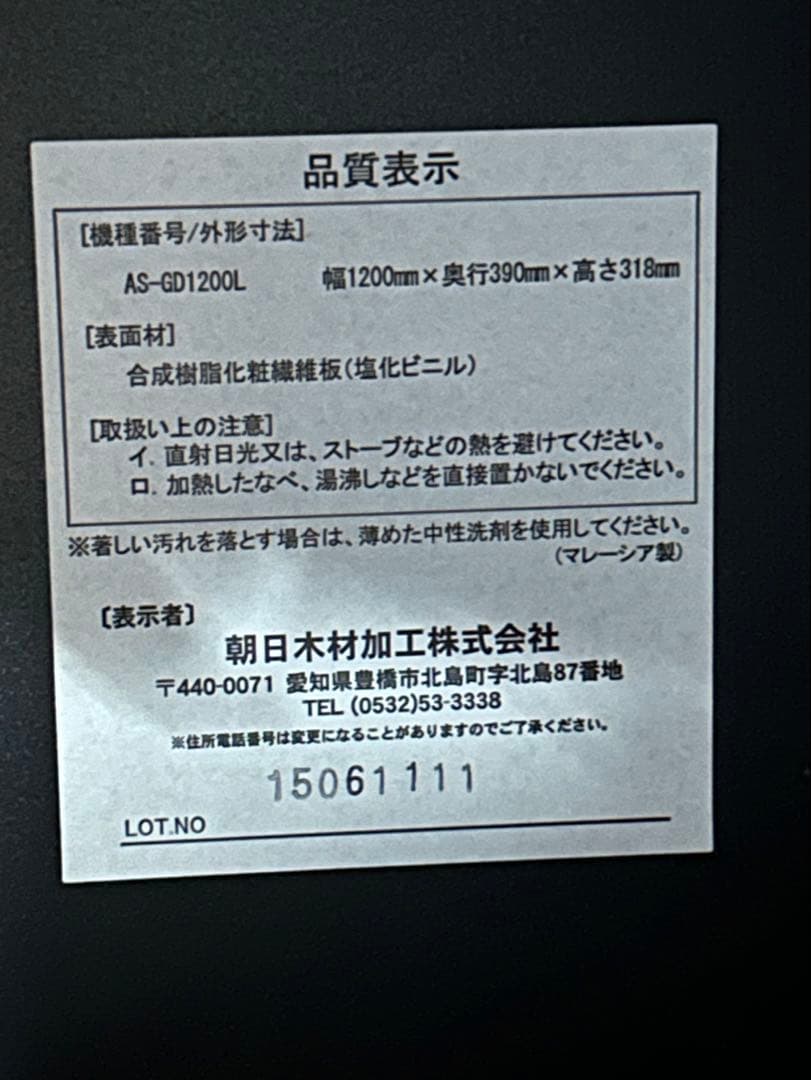 品質表示
[機種番号/外形寸法]
AS-GD1200L 幅1200㎜×奥行390㎜×高さ318㎜
[表面材]
合成樹脂化粧繊維板(塩化ビニル)
[取扱い上の注意]
イ. 直射日光又は、ストーブなどの熱を避けてください。
ロ. 加熱したなべ、湯沸しなどを直接置かないでください。
※著しい汚れを落とす場合は、薄めた中性洗剤を使用してください。
(マレーシア製)
〔表示者〕
朝日木材加工株式会社
〒440-0071 愛知県豊橋市北島町字北島87番地
TEL (0532)53-3338
※住所電話番号は変更になることがありますのでご了承ください。
15061111
LOT.NO